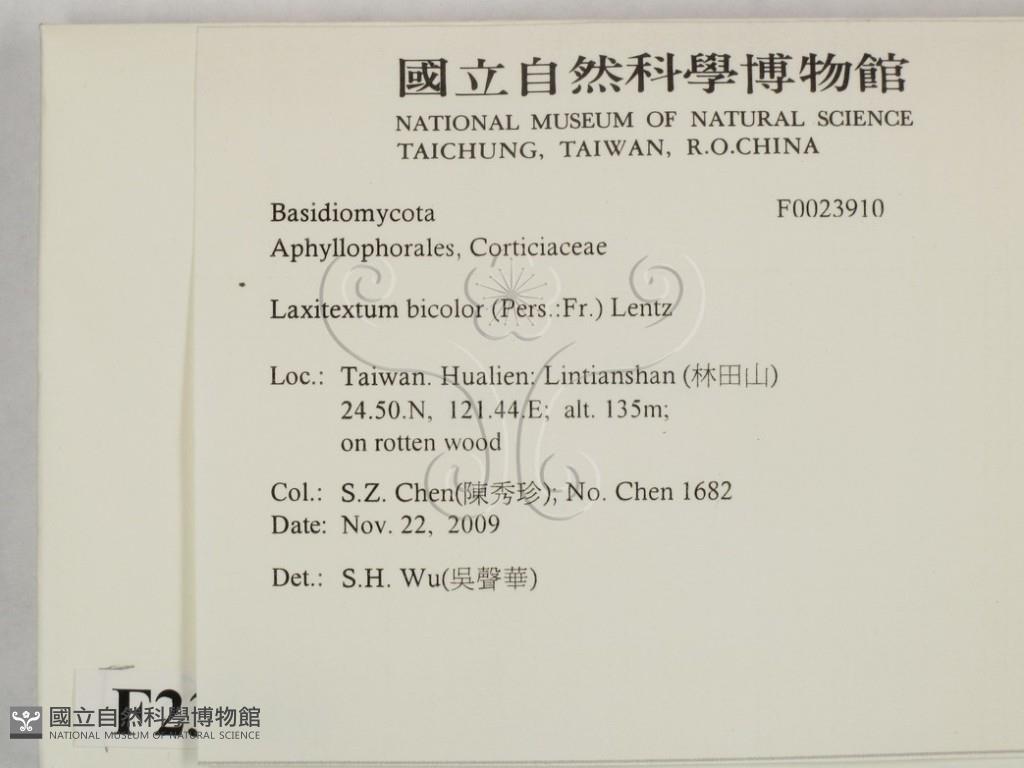 國立自然科學博物館
NATIONAL MUSEUM OF NATURAL SCIENCE
TAICHUNG, TAIWAN, R.O.CHINA
Basidiomycota F0023910
Aphyllophorales, Corticiaceae
Laxitextum bicolor (Pers.:Fr.) Lentz
Loc.: Taiwan. Hualien: Lintianshan (林田山)
24.50.N, 121.44.E; alt. 135m;
on rotten wood
Col.: S.Z. Chen(陳秀珍); No. Chen 1682
Date: Nov. 22, 2009
Det.: S.H. Wu(吳聲華)
F2
國立自然科學博物館
NATIONAL MUSEUM OF NATURAL SCIENCE